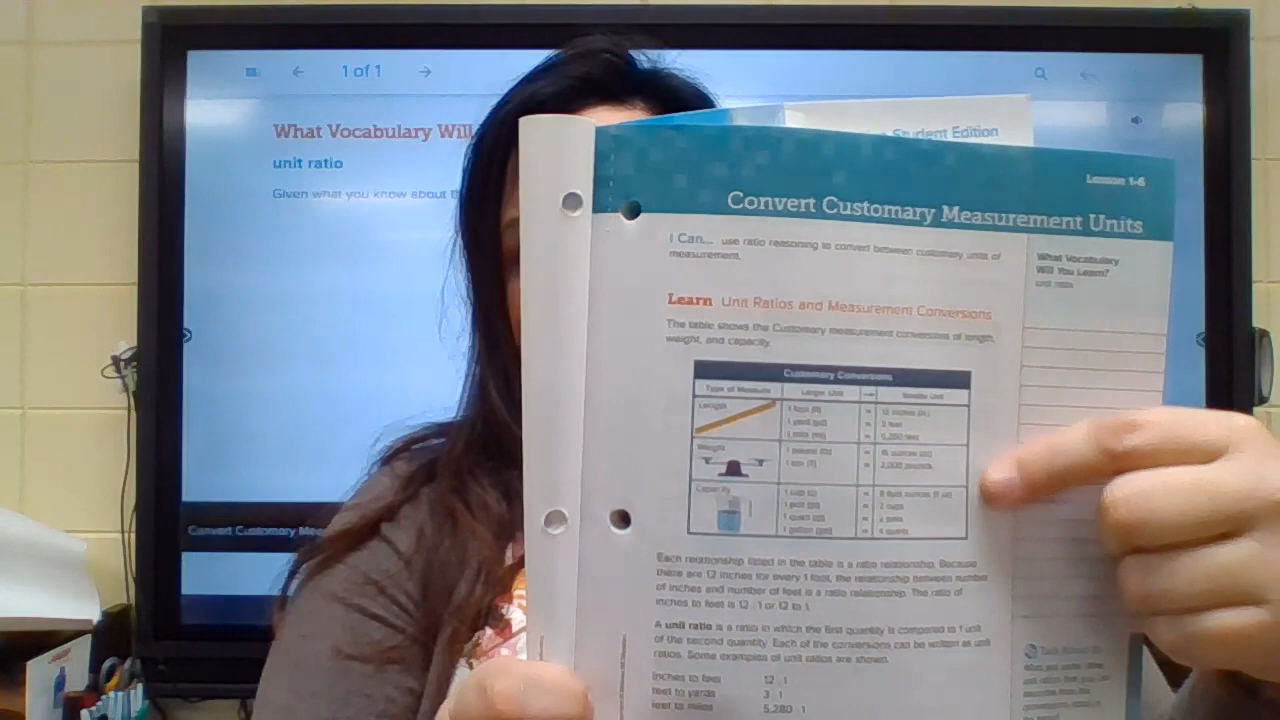 1 of 1
What Vocabulary Will
unit ratio
Given what you know about
Convert Customary
Student Edition
Lesson 1-6
Convert Customary Measurement Units
I Can... use ratio reasoning to convert between customary units of
measurement.
What Vocabulary
Will You Learn?
unit ratio
Learn Unit Ratios and Measurement Conversions
The table shows the Customary measurement conversions of length,
weight, and capacity.
Customary Conversions
Type of Measure Larger Unit → Smaller Unit
Length 1 foot (ft) = 12 inches (in.)
1 yard (yd) = 3 feet
1 mile (mi) = 5,280 feet
Weight 1 pound (lb) = 16 ounces (oz)
1 ton (T) = 2,000 pounds
Capacity 1 cup (c) = 8 fluid ounces (fl oz)
1 pint (pt) = 2 cups
1 quart (qt) = 2 pints
1 gallon (gal) = 4 quarts
Each relationship listed in the table is a ratio relationship. Because
there are 12 inches for every 1 foot, the relationship between number
of inches and number of feet is a ratio relationship. The ratio of
inches to feet is 12 : 1 or 12 to 1.
A unit ratio is a ratio in which the first quantity is compared to 1 unit
of the second quantity. Each of the conversions can be written as unit
ratios. Some examples of unit ratios are shown.
inches to feet 12 : 1
feet to yards 3 : 1
feet to miles 5,280 : 1
Talk About It!